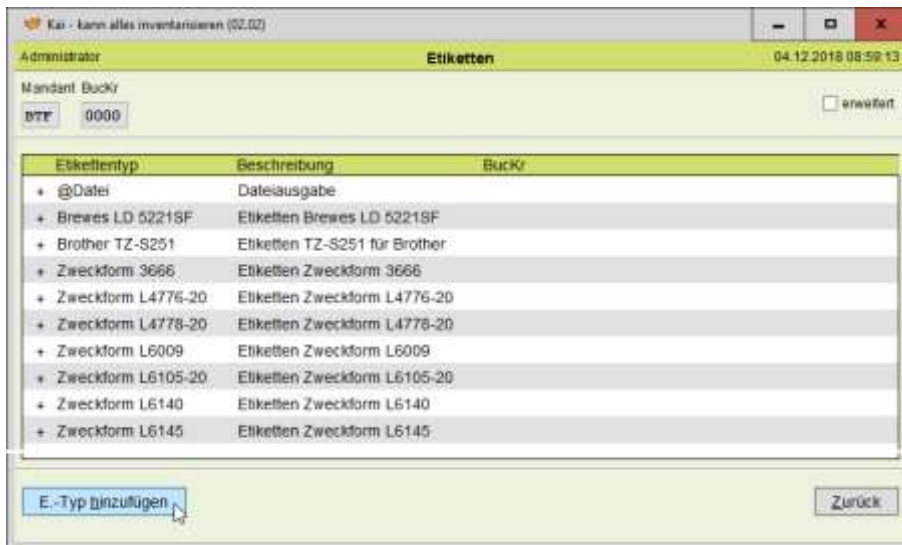 Kai - kann alles inventarisieren (02.02)
Administrator Etiketten 04.12.2018 08:59:13
Mandant BucKr
BTF 0000 erweitert
Etikettentyp Beschreibung BucKr
+ @Datei Dateiausgabe
+ Brewes LD 5221SF Etiketten Brewes LD 5221SF
+ Brother TZ-S251 Etiketten TZ-S251 für Brother
+ Zweckform 3666 Etiketten Zweckform 3666
+ Zweckform L4776-20 Etiketten Zweckform L4776-20
+ Zweckform L4778-20 Etiketten Zweckform L4778-20
+ Zweckform L6009 Etiketten Zweckform L6009
+ Zweckform L6105-20 Etiketten Zweckform L6105-20
+ Zweckform L6140 Etiketten Zweckform L6140
+ Zweckform L6145 Etiketten Zweckform L6145
E.-Typ hinzufügen Zurück